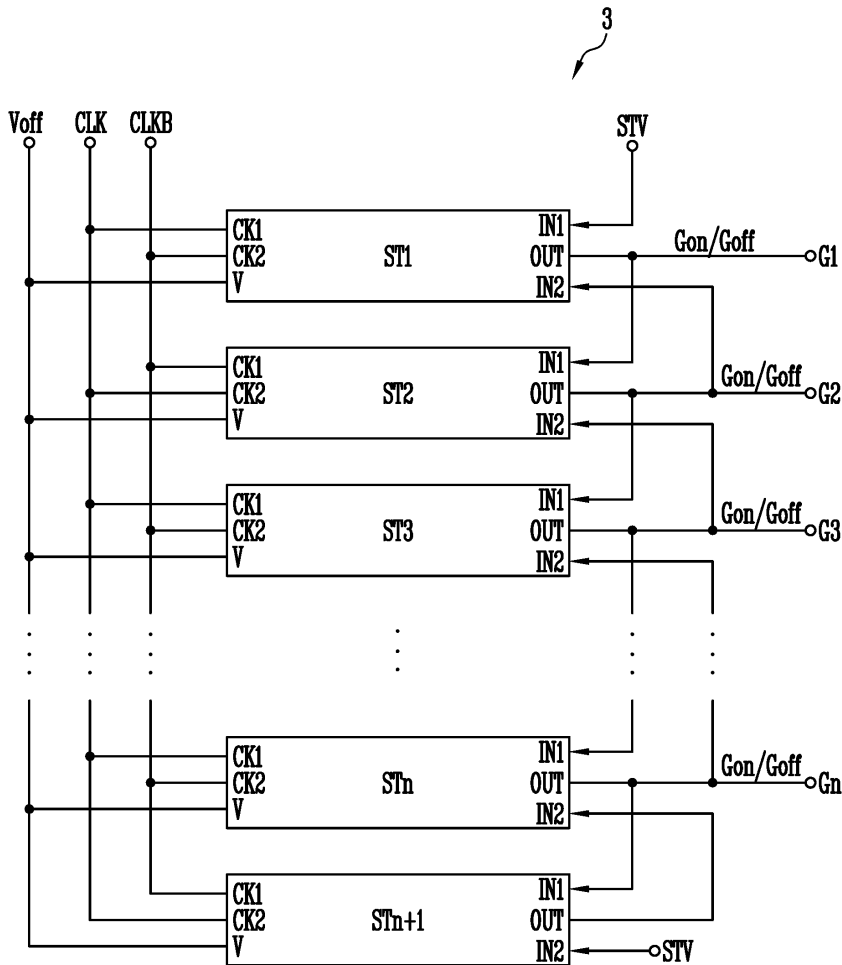 3
Voff CLK CLKB STV
CK1 IN1
CK2 ST1 OUT Gon/Goff G1
V IN2
CK1 IN1
CK2 ST2 OUT Gon/Goff G2
V IN2
CK1 IN1
CK2 ST3 OUT Gon/Goff G3
V IN2
CK1 IN1
CK2 STn OUT Gon/Goff Gn
V IN2
CK1 IN1
CK2 STn+1 OUT
V IN2 STV